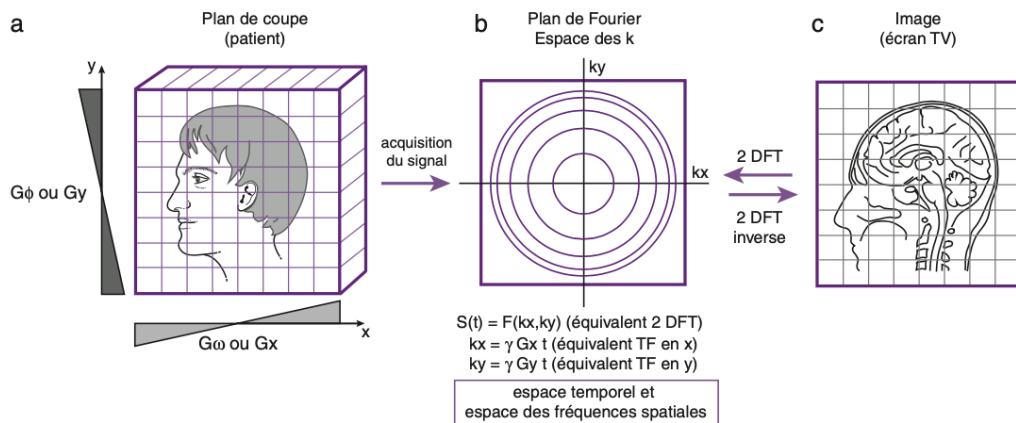 a
Plan de coupe
(patient)
y
Gϕ ou Gy
x
Gω ou Gx
acquisition
du signal
b
Plan de Fourier
Espace des k
ky
kx
S(t) = F(kx,ky) (équivalent 2 DFT)
kx = γ Gx t (équivalent TF en x)
ky = γ Gy t (équivalent TF en y)
espace temporel et
espace des fréquences spatiales
2 DFT
2 DFT
inverse
c
Image
(écran TV)